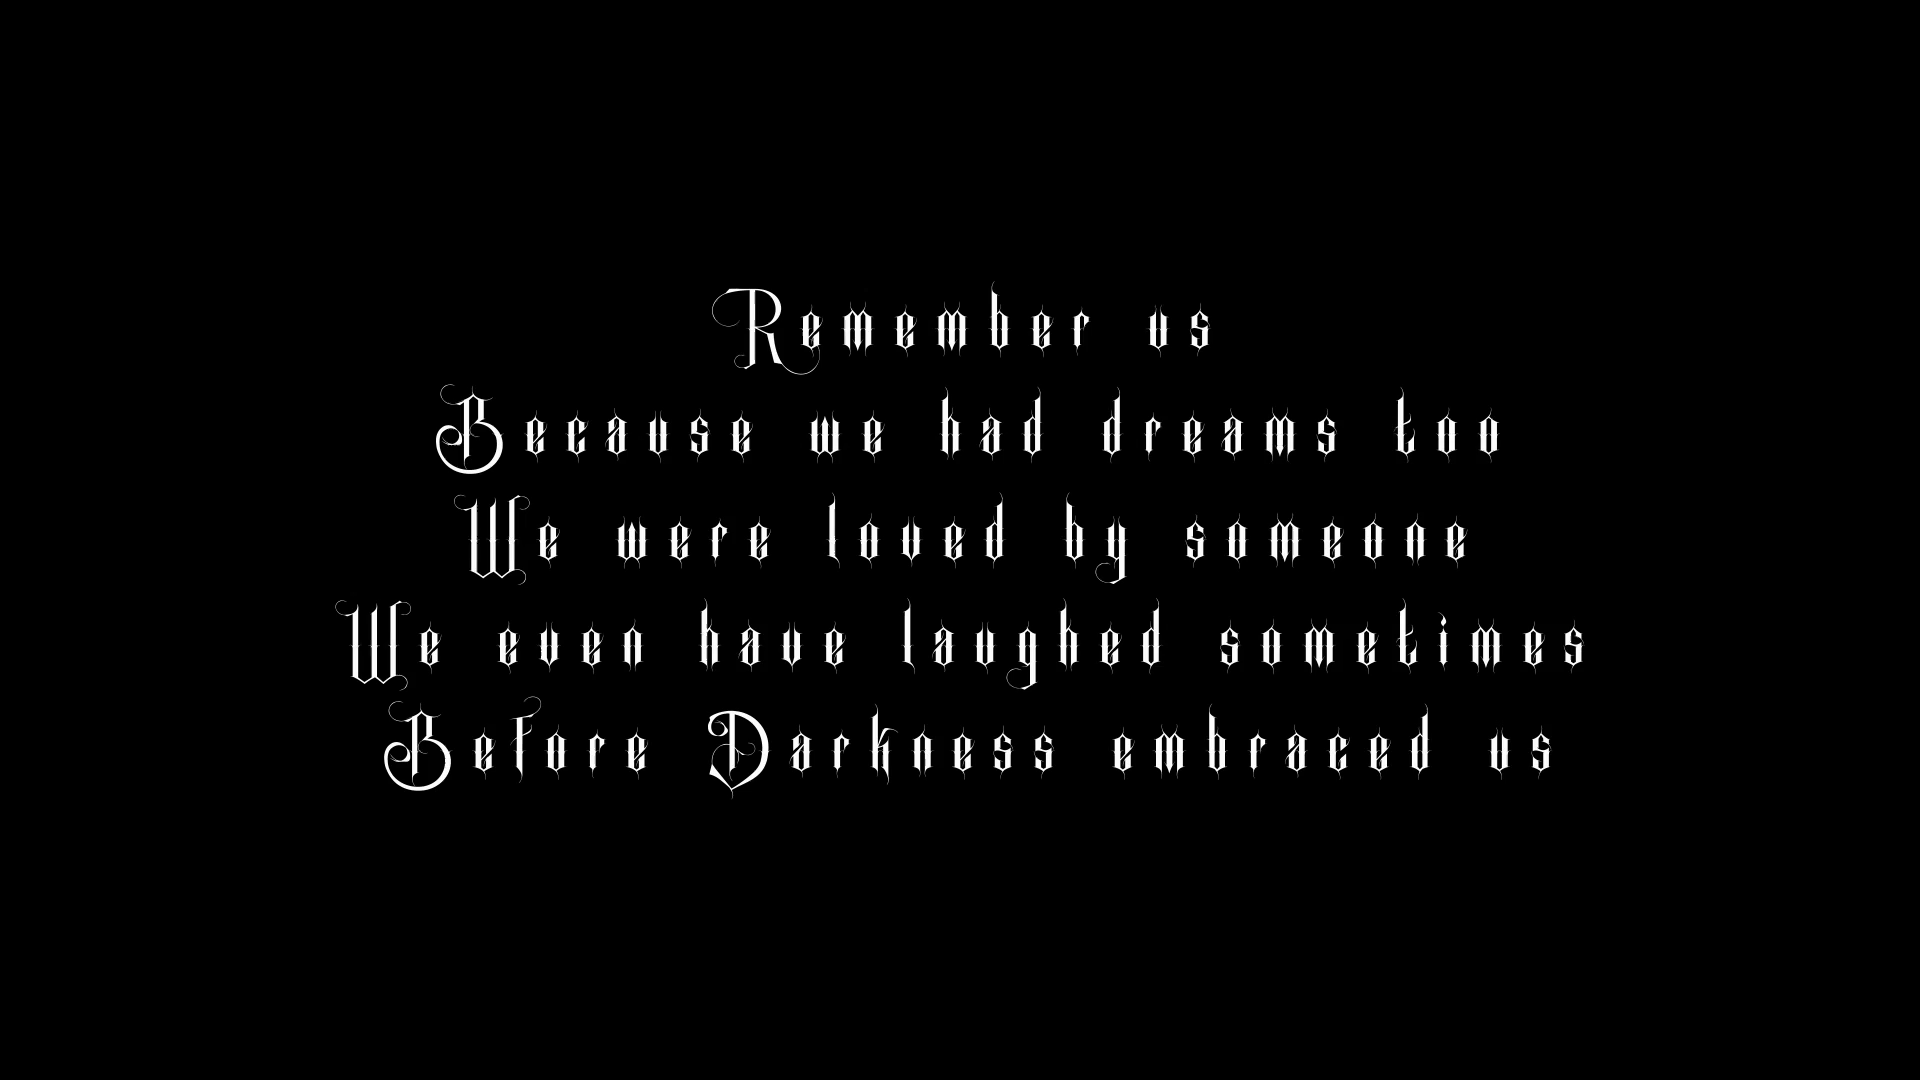 Remember us
Because we had dreams too
We were loved by someone
We even have laughed sometimes
Before Darkness embraced us